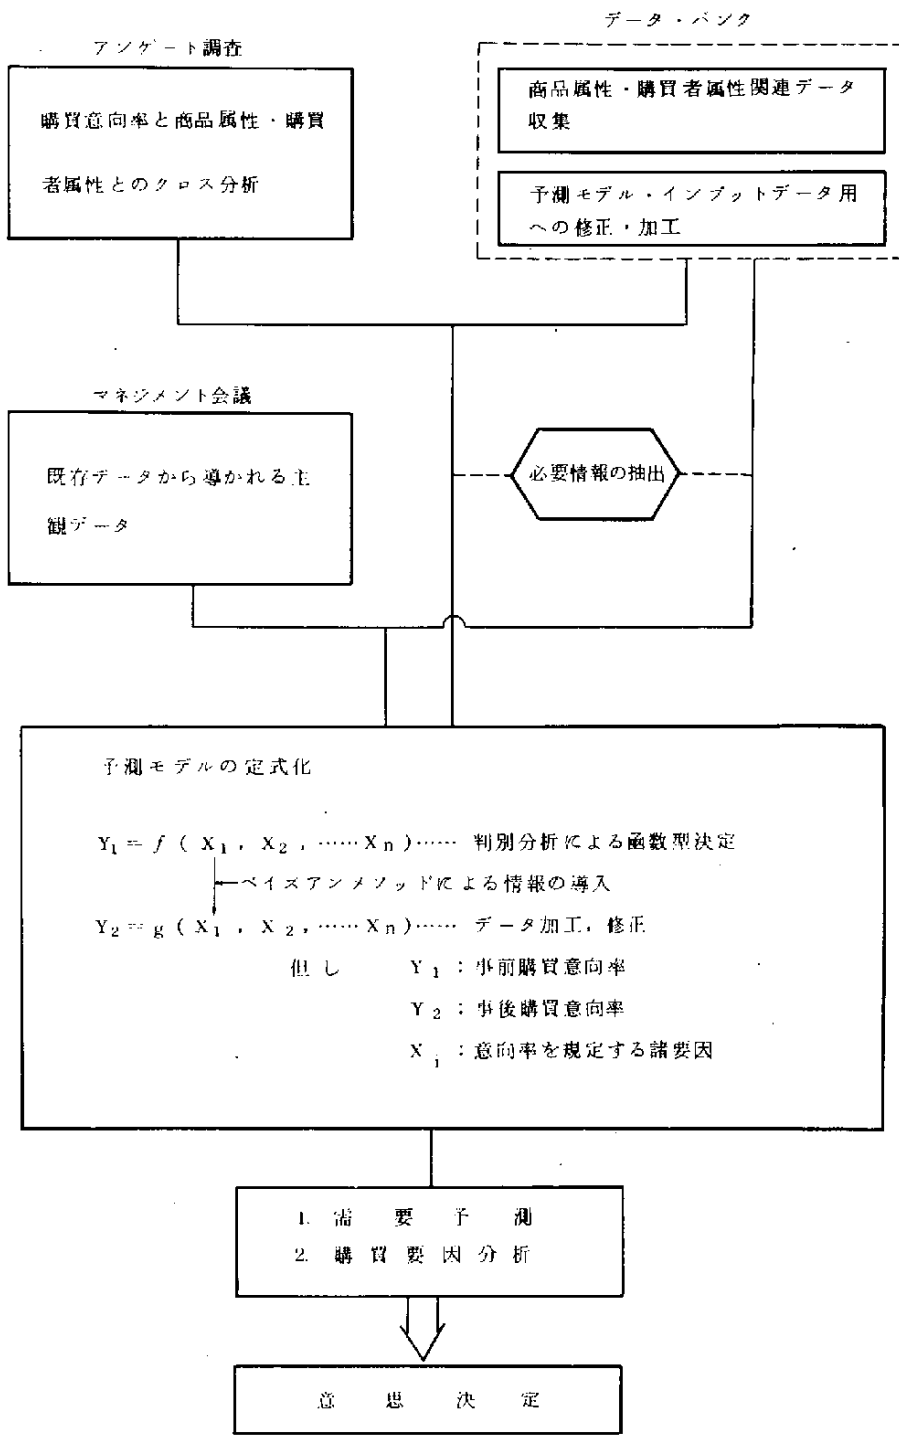 データ・バンク
アンケート調査
購買意向率と商品属性・購買
者属性とのクロス分析
商品属性・購買者属性関連データ
収集
予測モデル・インプットデータ用
への修正・加工
マネジメント会議
既存データから導かれる主
観データ
必要情報の抽出
予測モデルの定式化
Y₁ = f ( X₁ , X₂ , ……Xn )…… 判別分析による函数型決定
ベイズアンメソッドによる情報の導入
Y₂ = g ( X₁ , X₂ , …… Xn )…… データ加工,修正
但し Y₁ : 事前購買意向率
Y₂ : 事後購買意向率
Xi : 意向率を規定する諸要因
1. 需要予測
2. 購買要因分析
意思決定